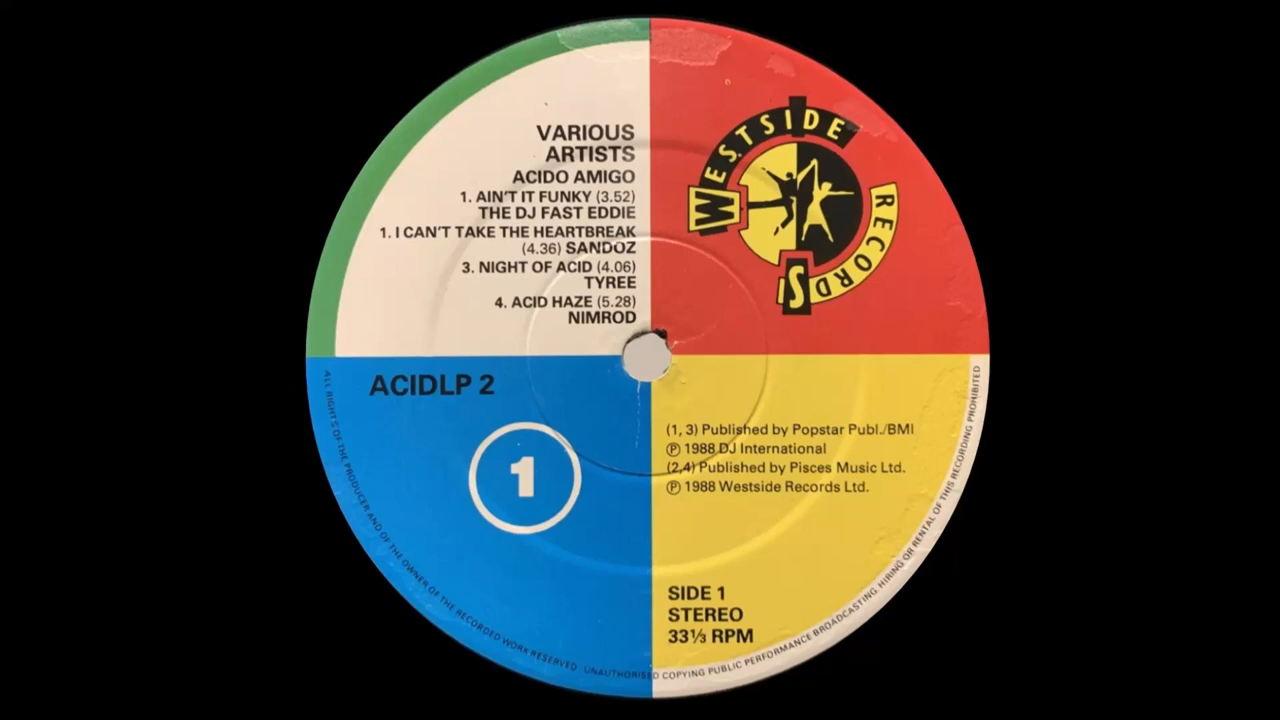 VARIOUS
ARTISTS
ACIDO AMIGO
1. AIN'T IT FUNKY (3.52)
THE DJ FAST EDDIE
1. I CAN'T TAKE THE HEARTBREAK
(4.36) SANDOZ
3. NIGHT OF ACID (4.06)
TYREE
4. ACID HAZE (5.28)
NIMROD
WESTSIDE
RECORDS
ACIDLP 2
1
(1, 3) Published by Popstar Publ./BMI
Ⓟ 1988 DJ International
(2,4) Published by Pisces Music Ltd.
Ⓟ 1988 Westside Records Ltd.
SIDE 1
STEREO
33⅓ RPM
ALL RIGHTS OF THE PRODUCER AND OF THE OWNER OF THE RECORDED WORK RESERVED. UNAUTHORISED COPYING PUBLIC PERFORMANCE BROADCASTING HIRING OR RENTAL OF THIS RECORDING PROHIBITED